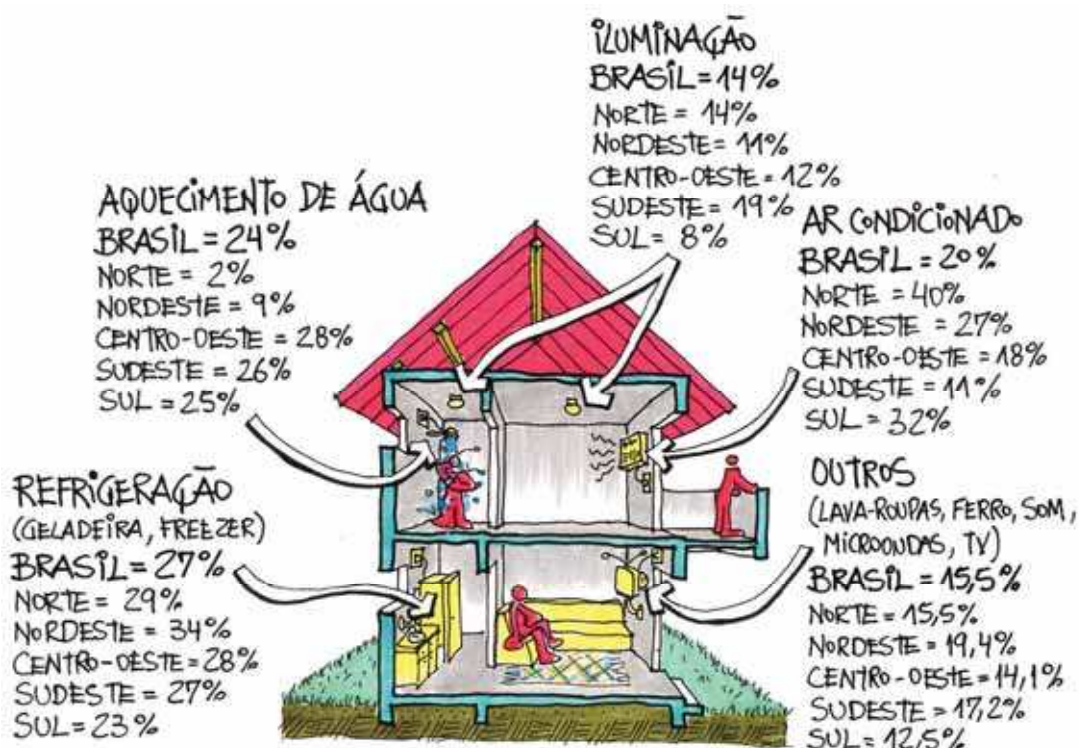 ILUMINAÇÃO
BRASIL = 14%
NORTE = 14%
NORDESTE = 11%
CENTRO-OESTE = 12%
SUDESTE = 19%
SUL = 8%
AQUECIMENTO DE ÁGUA
BRASIL = 24%
NORTE = 2%
NORDESTE = 9%
CENTRO-OESTE = 28%
SUDESTE = 26%
SUL = 25%
AR CONDICIONADO
BRASIL = 20%
NORTE = 40%
NORDESTE = 27%
CENTRO-OESTE = 18%
SUDESTE = 11%
SUL = 32%
REFRIGERAÇÃO
(GELADEIRA, FREEZER)
BRASIL = 27%
NORTE = 29%
NORDESTE = 34%
CENTRO-OESTE = 28%
SUDESTE = 27%
SUL = 23%
OUTROS
(LAVA-ROUPAS, FERRO, SOM,
MICROONDAS, TV)
BRASIL = 15,5%
NORTE = 15,5%
NORDESTE = 19,4%
CENTRO-OESTE = 14,1%
SUDESTE = 17,2%
SUL = 12,5%